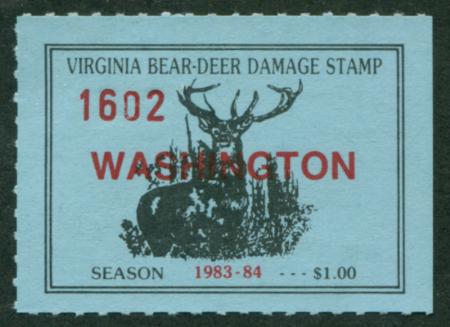 VIRGINIA BEAR-DEER DAMAGE STAMP
1602
WASHINGTON
SEASON 1983-84 --- $1.00